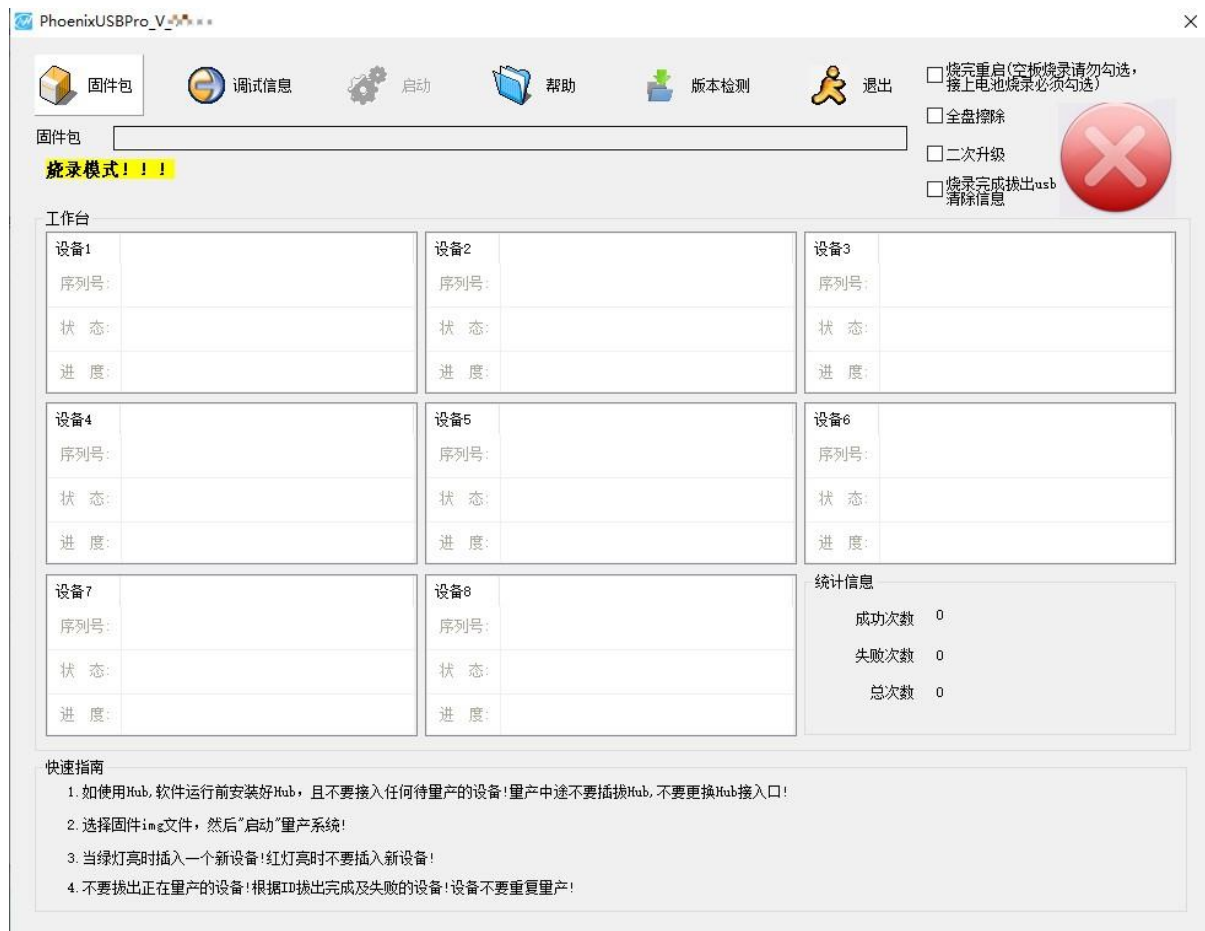 PhoenixUSBPro_V_
固件包 调试信息 启动 帮助 版本检测 退出
烧完重启(空板烧录请勿勾选,
接上电池烧录必须勾选)
全盘擦除
固件包
二次升级
烧录模式!!!
烧录完成拔出usb
清除信息
工作台
设备1 设备2 设备3
序列号: 序列号: 序列号:
状 态: 状 态: 状 态:
进 度: 进 度: 进 度:
设备4 设备5 设备6
序列号: 序列号: 序列号:
状 态: 状 态: 状 态:
进 度: 进 度: 进 度:
设备7 设备8
序列号: 序列号:
状 态: 状 态:
进 度: 进 度:
统计信息
成功次数 0
失败次数 0
总次数 0
快速指南
1.如使用Hub,软件运行前安装好Hub，且不要接入任何待量产的设备!量产中途不要插拔Hub,不要更换Hub接入口!
2.选择固件img文件，然后"启动"量产系统!
3.当绿灯亮时插入一个新设备!红灯亮时不要插入新设备!
4.不要拔出正在量产的设备!根据ID拔出完成及失败的设备!设备不要重复量产!